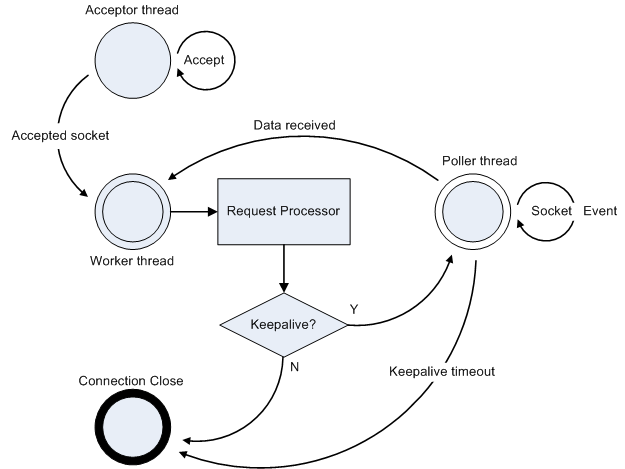 Acceptor thread
Accept
Accepted socket
Data received
Poller thread
Request Processor
Socket Event
Worker thread
Keepalive?
Y
N
Keepalive timeout
Connection Close